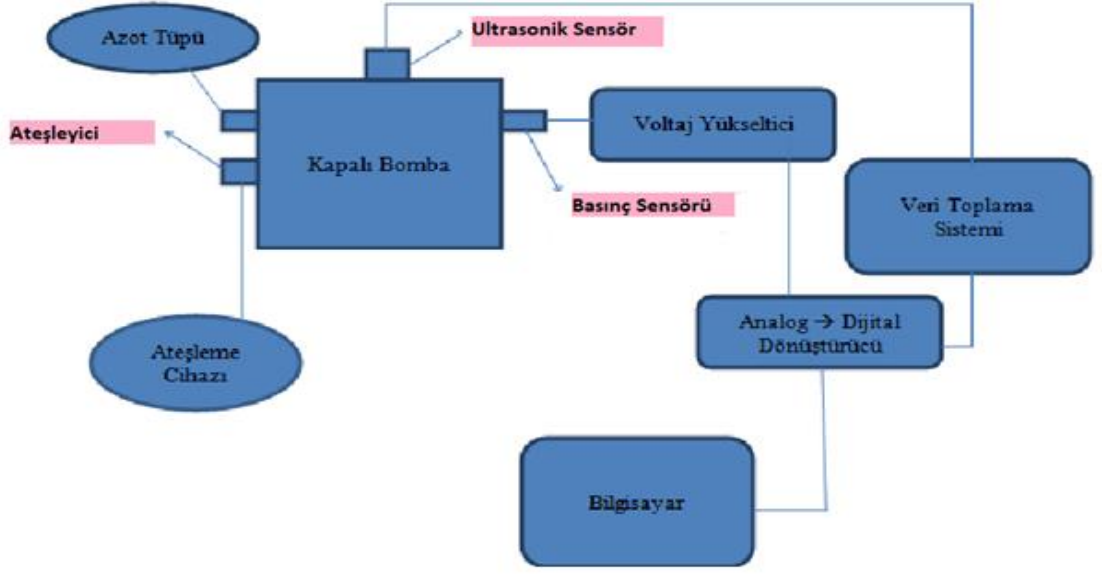 Azot Tüpü
Ultrasonik Sensör
Ateşleyici
Kapalı Bomba
Voltaj Yükseltici
Basınç Sensörü
Veri Toplama
Sistemi
Analog → Dijital
Dönüştürücü
Ateşleme
Cihazı
Bilgisayar